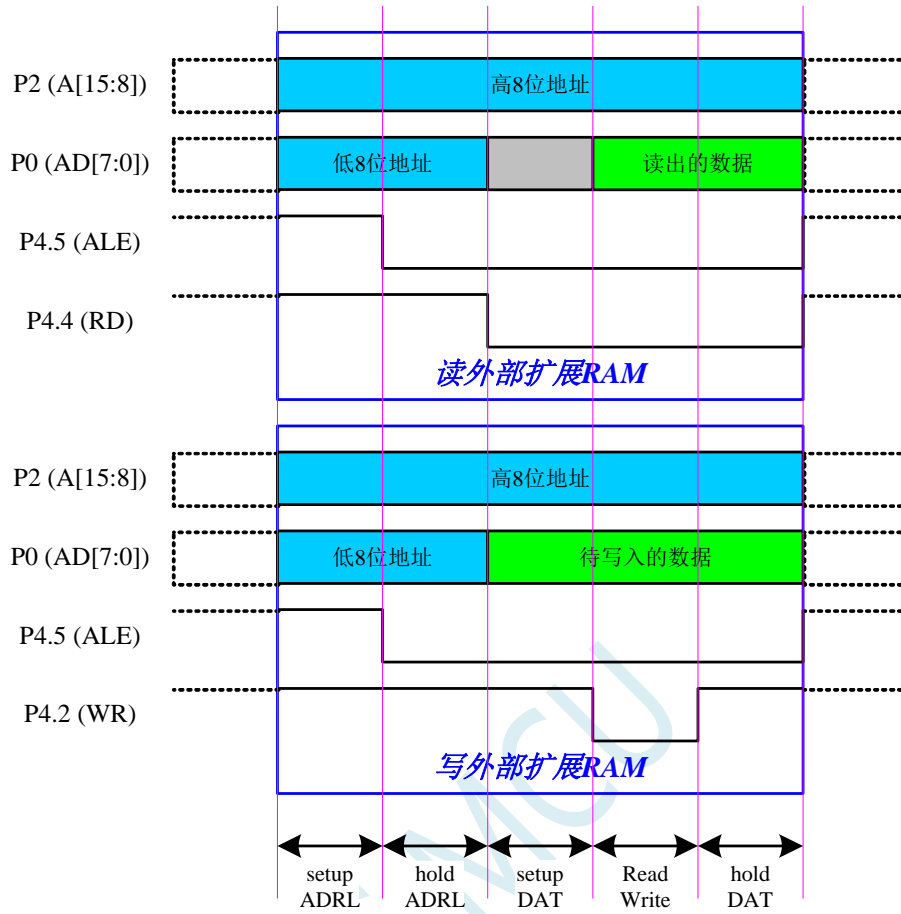 P2 (A[15:8])
高8位地址
P0 (AD[7:0])
低8位地址
读出的数据
P4.5 (ALE)
P4.4 (RD)
读外部扩展RAM
P2 (A[15:8])
高8位地址
P0 (AD[7:0])
低8位地址
待写入的数据
P4.5 (ALE)
P4.2 (WR)
写外部扩展RAM
setup
ADRL
hold
ADRL
setup
DAT
Read
Write
hold
DAT